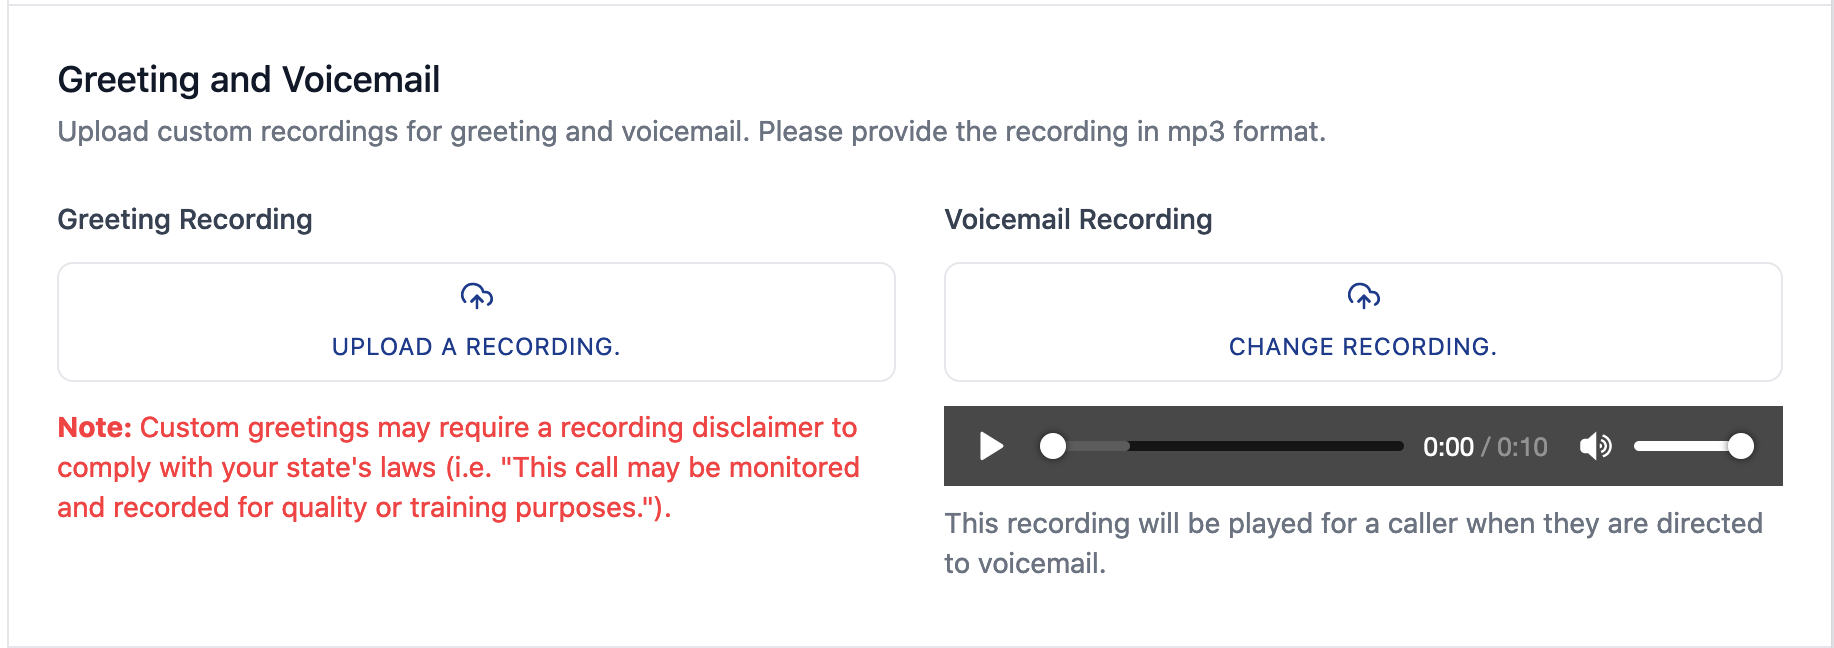 Greeting and Voicemail
Upload custom recordings for greeting and voicemail. Please provide the recording in mp3 format.
Greeting Recording
UPLOAD A RECORDING.
Note: Custom greetings may require a recording disclaimer to
comply with your state's laws (i.e. "This call may be monitored
and recorded for quality or training purposes.").
Voicemail Recording
CHANGE RECORDING.
0:00 / 0:10
This recording will be played for a caller when they are directed
to voicemail.